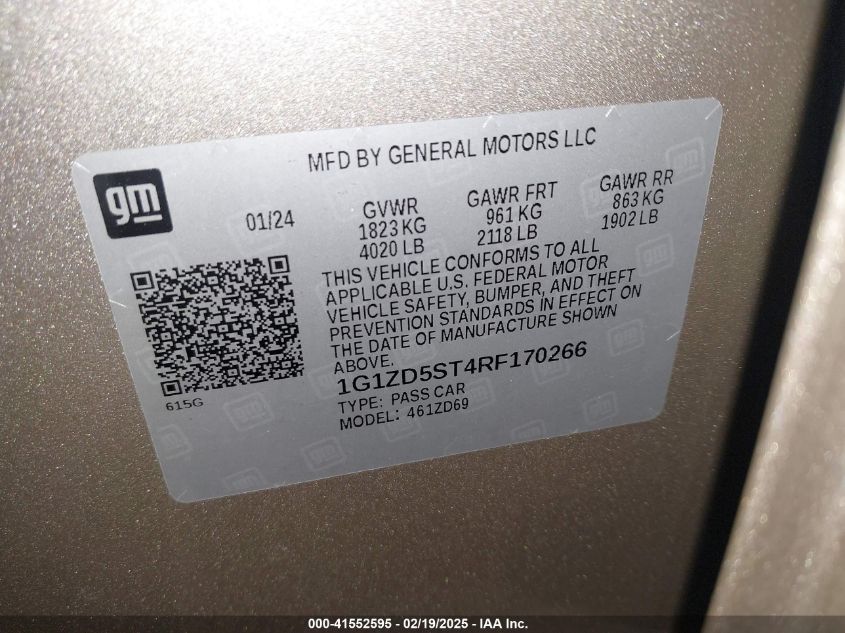 MFD BY GENERAL MOTORS LLC
gm
01/24
GVWR
1823 KG
4020 LB
GAWR FRT
961 KG
2118 LB
GAWR RR
863 KG
1902 LB
THIS VEHICLE CONFORMS TO ALL
APPLICABLE U.S. FEDERAL MOTOR
VEHICLE SAFETY, BUMPER, AND THEFT
PREVENTION STANDARDS IN EFFECT ON
THE DATE OF MANUFACTURE SHOWN
ABOVE.
1G1ZD5ST4RF170266
TYPE: PASS CAR
MODEL: 461ZD69
615G
000-41552595 - 02/19/2025 - IAA Inc.